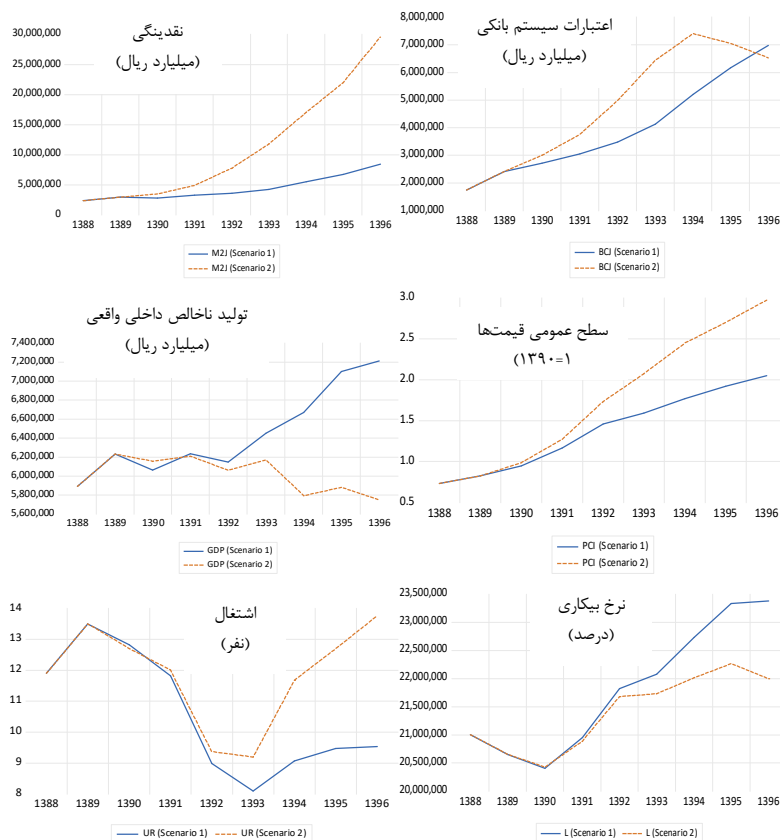 نقدینگی
(میلیارد ریال)
30,000,000
25,000,000
20,000,000
15,000,000
10,000,000
5,000,000
0
1388 1389 1390 1391 1392 1393 1394 1395 1396
M2J (Scenario 1)
M2J (Scenario 2)
اعتبارات سیستم بانکی
(میلیارد ریال)
8,000,000
7,000,000
6,000,000
5,000,000
4,000,000
3,000,000
2,000,000
1,000,000
1388 1389 1390 1391 1392 1393 1394 1395 1396
BCJ (Scenario 1)
BCJ (Scenario 2)
تولید ناخالص داخلی واقعی
(میلیارد ریال)
7,400,000
7,200,000
7,000,000
6,800,000
6,600,000
6,400,000
6,200,000
6,000,000
5,800,000
5,600,000
1388 1389 1390 1391 1392 1393 1394 1395 1396
GDP (Scenario 1)
GDP (Scenario 2)
سطح عمومی قیمت‌ها
(۱۳۹۰=۱
3.0
2.5
2.0
1.5
1.0
0.5
1388 1389 1390 1391 1392 1393 1394 1395 1396
PCI (Scenario 1)
PCI (Scenario 2)
اشتغال
(نفر)
14
13
12
11
10
9
8
1388 1389 1390 1391 1392 1393 1394 1395 1396
UR (Scenario 1) UR (Scenario 2)
نرخ بیکاری
(درصد)
23,500,000
23,000,000
22,500,000
22,000,000
21,500,000
21,000,000
20,500,000
20,000,000
1388 1389 1390 1391 1392 1393 1394 1395 1396
L (Scenario 1) L (Scenario 2)